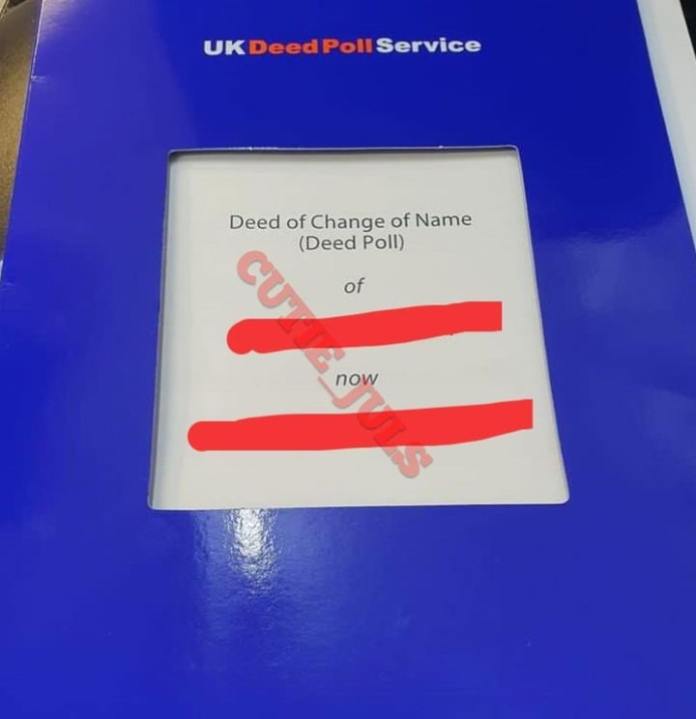 UK Deed Poll Service
Deed of Change of Name
(Deed Poll)
of
now
CUTIE_JULS